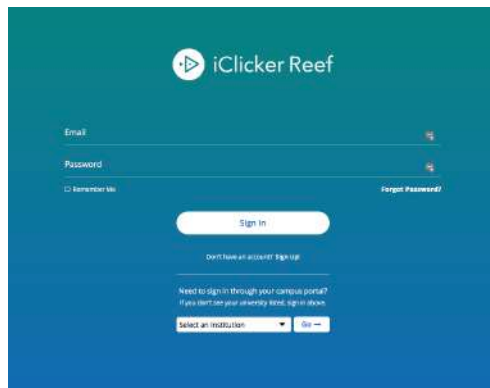 iClicker Reef
Email
Password
Remember Me Forgot Password?
Sign In
Don't have an account? Sign Up!
Need to sign in through your campus portal?
If you don't see your university listed, sign in above.
Select an Institution Go